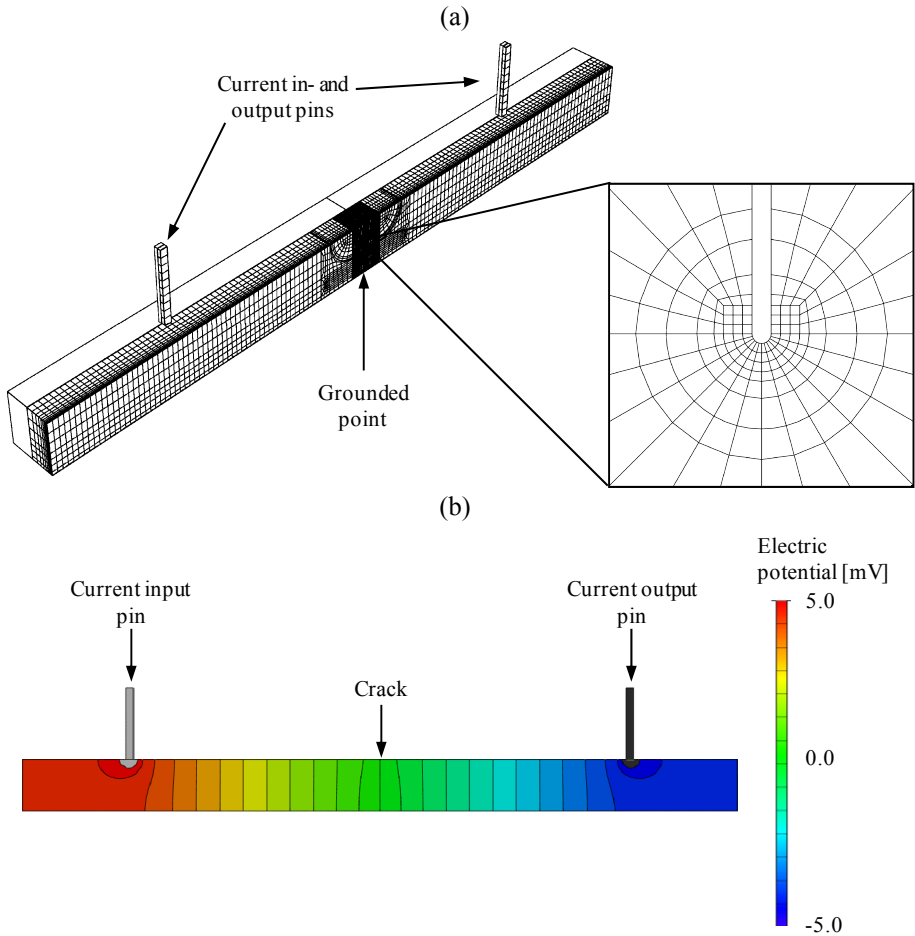 (a)
Current in- and
output pins
Grounded
point
(b)
Current input
pin
Current output
pin
Crack
Electric
potential [mV]
5.0
0.0
-5.0